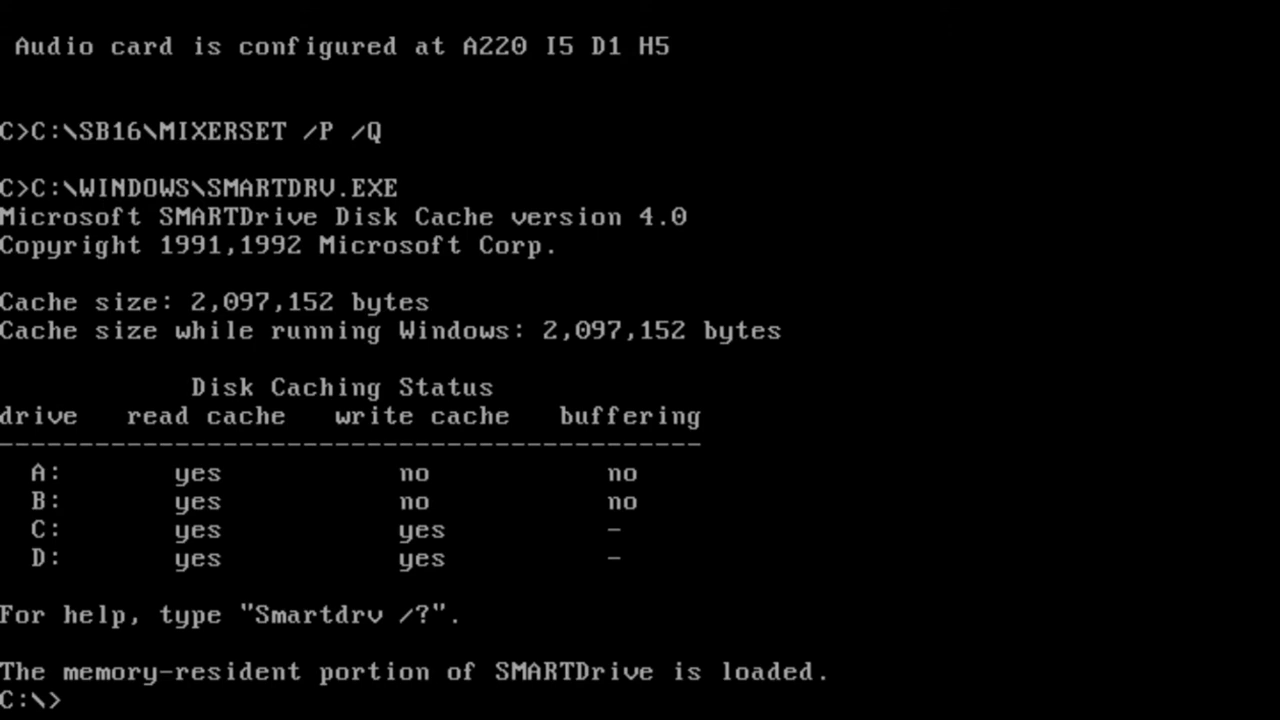 Audio card is configured at A220 I5 D1 H5
C>C:\SB16\MIXERSET /P /Q
C>C:\WINDOWS\SMARTDRV.EXE
Microsoft SMARTDrive Disk Cache version 4.0
Copyright 1991,1992 Microsoft Corp.
Cache size: 2,097,152 bytes
Cache size while running Windows: 2,097,152 bytes
Disk Caching Status
drive read cache write cache buffering
--------------------------------------------
A: yes no no
B: yes no no
C: yes yes -
D: yes yes -
For help, type "Smartdrv /?".
The memory-resident portion of SMARTDrive is loaded.
C:\>